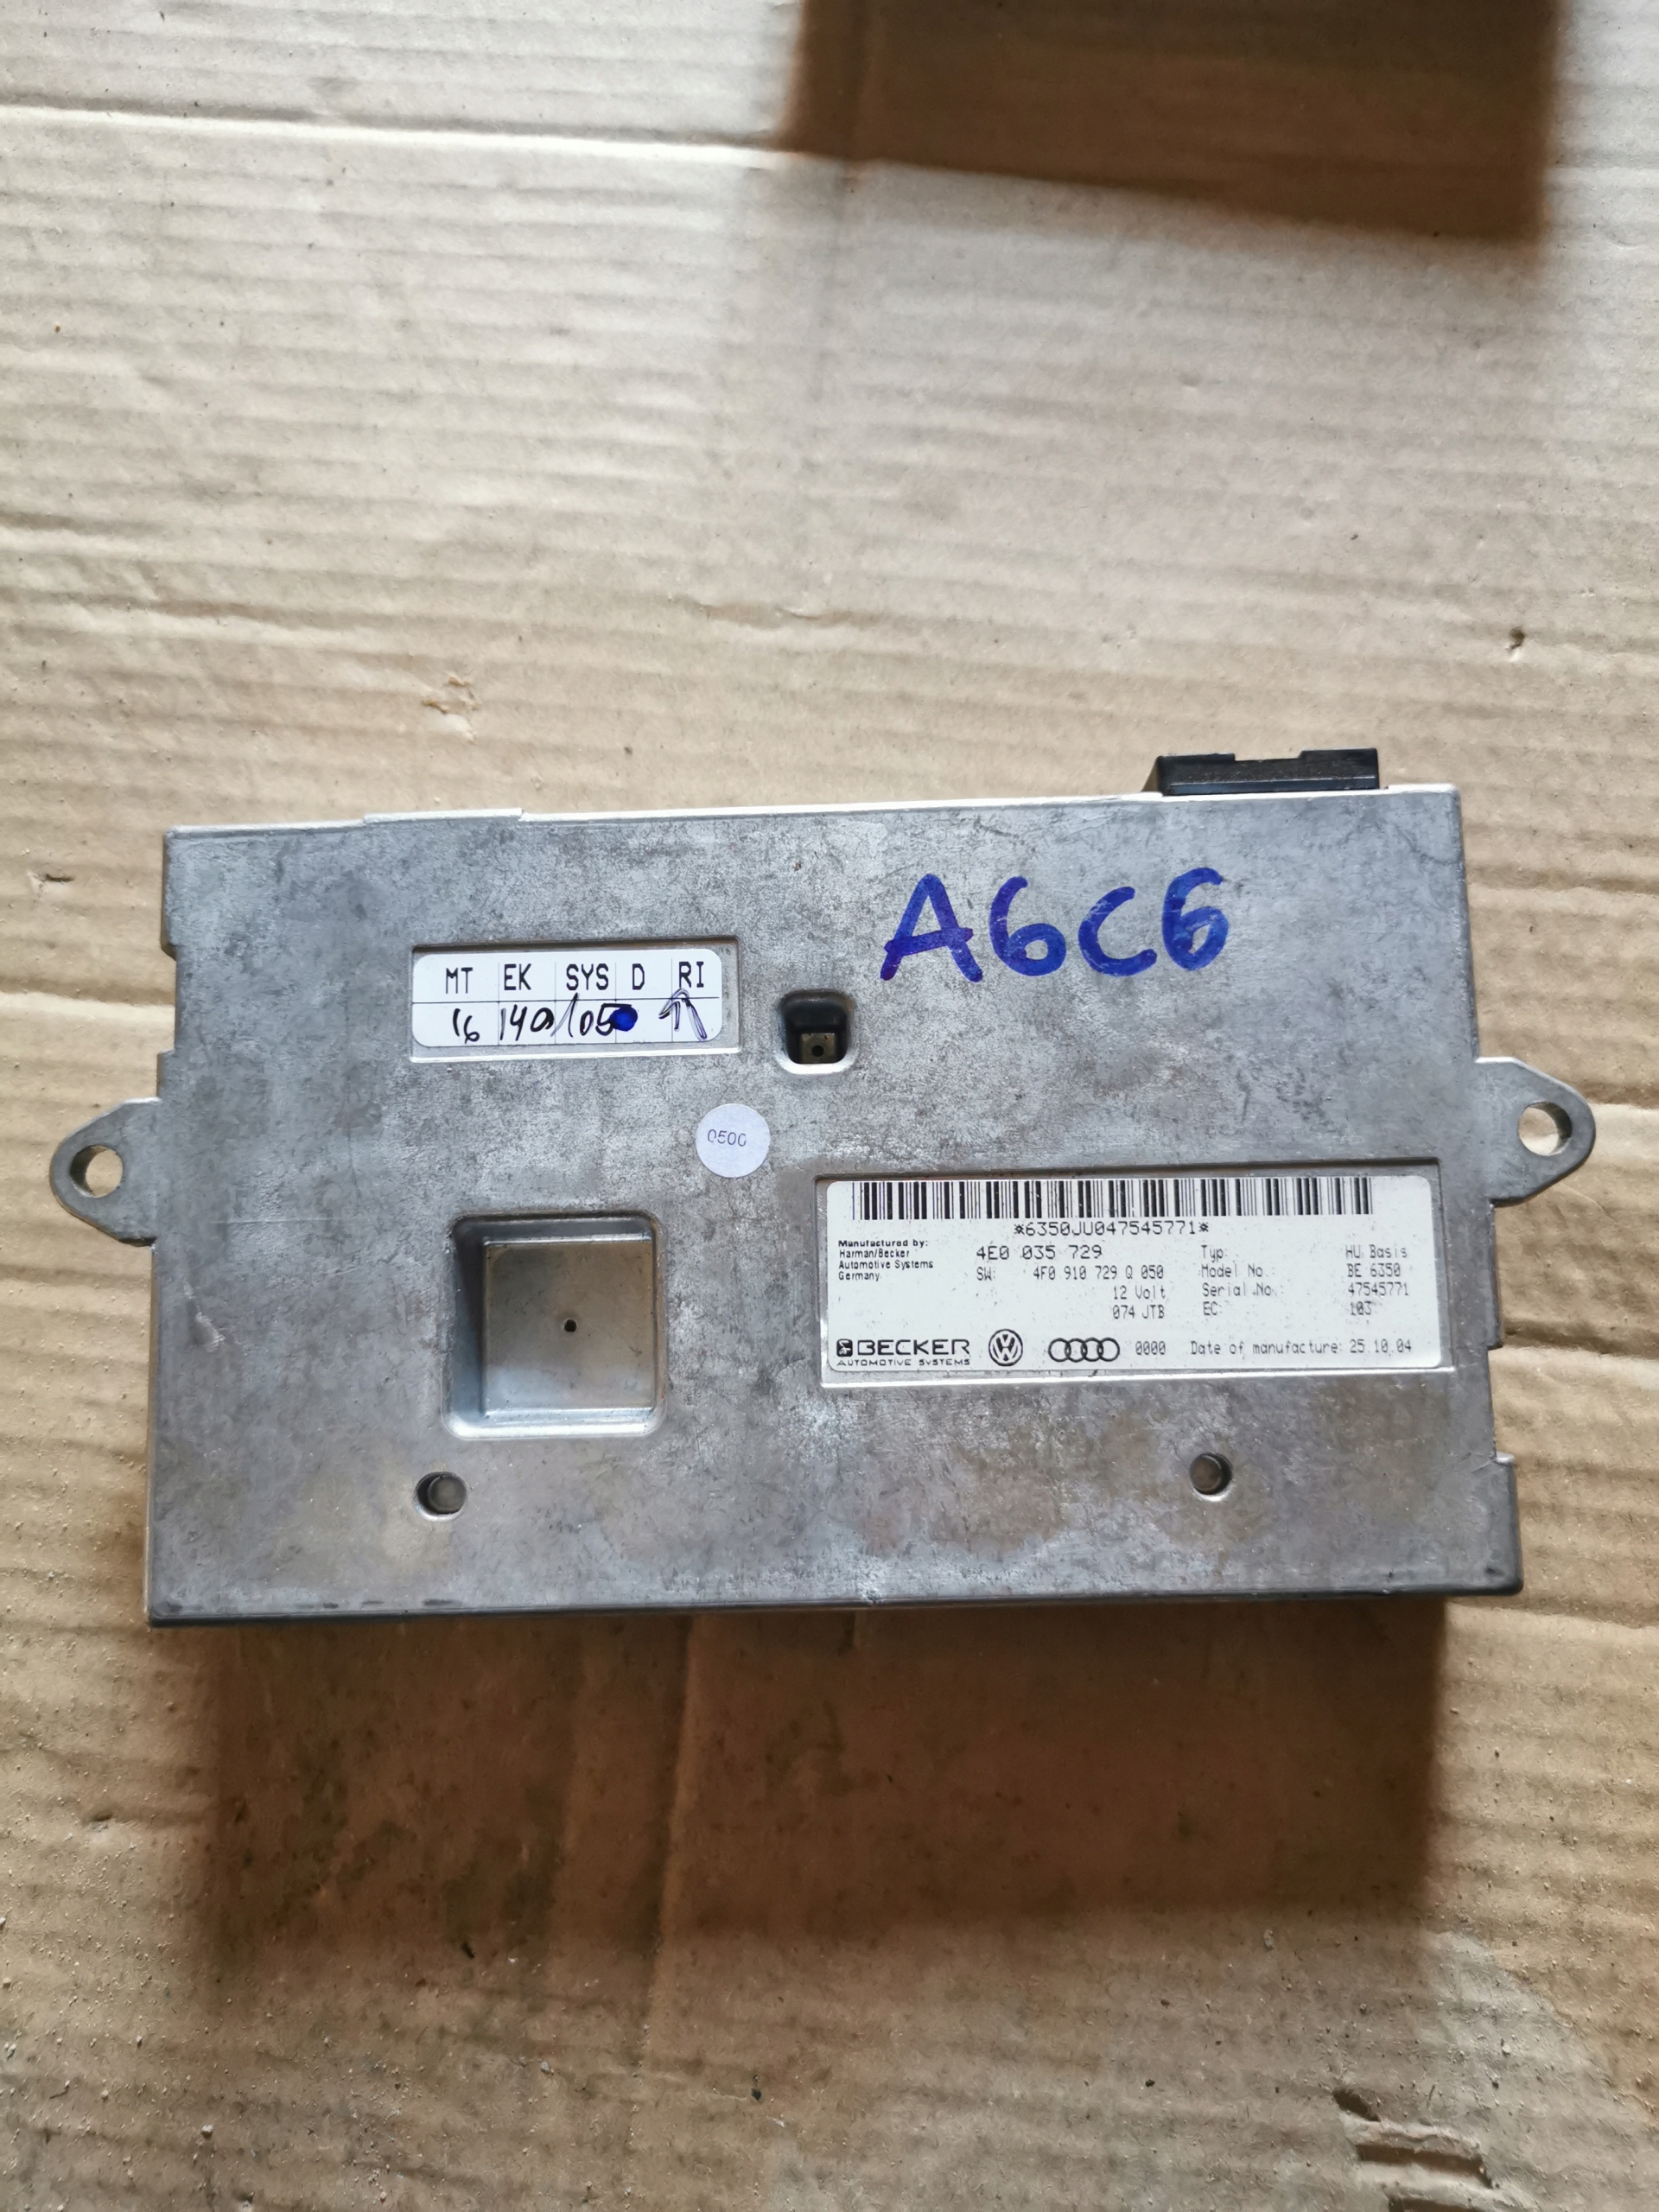 A6C6
MT EK SYS D RI
16 140 105
0500
*6350JU047545771*
Manufactured by:
Harman/Becker
Automotive Systems
Germany
4E0 035 729
SW: 4F0 910 729 Q 050
12 Volt
074 JTB
Typ: HU Basis
Model No.: BE 6350
Serial No.: 47545771
EC: 103
BECKER
AUTOMOTIVE SYSTEMS
0000 Date of manufacture: 25.10.04